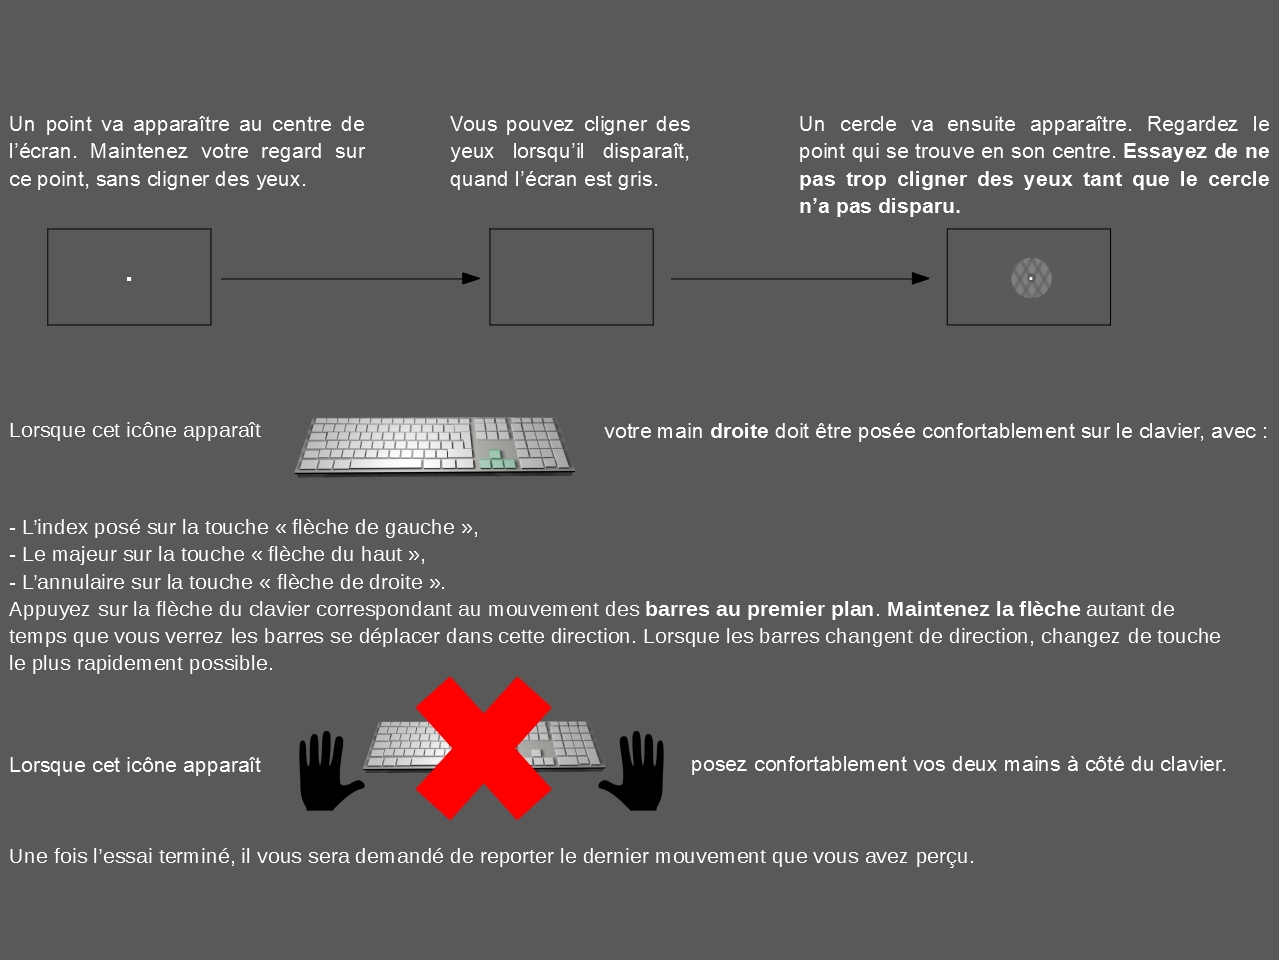 Un point va apparaître au centre de
l’écran. Maintenez votre regard sur
ce point, sans cligner des yeux.
Vous pouvez cligner des
yeux lorsqu’il disparaît,
quand l’écran est gris.
Un cercle va ensuite apparaître. Regardez le
point qui se trouve en son centre. Essayez de ne
pas trop cligner des yeux tant que le cercle
n’a pas disparu.
Lorsque cet icône apparaît
votre main droite doit être posée confortablement sur le clavier, avec :
- L’index posé sur la touche « flèche de gauche »,
- Le majeur sur la touche « flèche du haut »,
- L’annulaire sur la touche « flèche de droite ».
Appuyez sur la flèche du clavier correspondant au mouvement des barres au premier plan. Maintenez la flèche autant de
temps que vous verrez les barres se déplacer dans cette direction. Lorsque les barres changent de direction, changez de touche
le plus rapidement possible.
Lorsque cet icône apparaît
posez confortablement vos deux mains à côté du clavier.
Une fois l’essai terminé, il vous sera demandé de reporter le dernier mouvement que vous avez perçu.